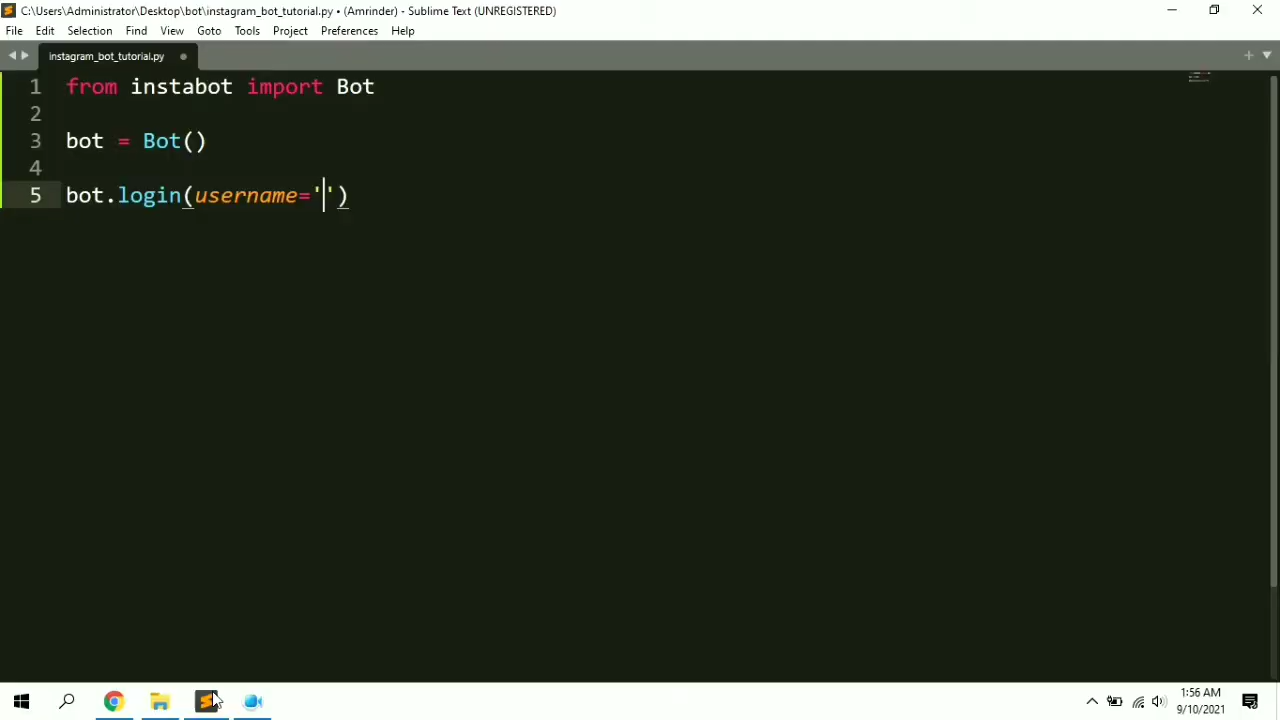 C:\Users\Administrator\Desktop\bot\instagram_bot_tutorial.py • (Amrinder) - Sublime Text (UNREGISTERED)
File Edit Selection Find View Goto Tools Project Preferences Help
instagram_bot_tutorial.py
1 from instabot import Bot
2
3 bot = Bot()
4
5 bot.login(username='')
1:56 AM
9/10/2021